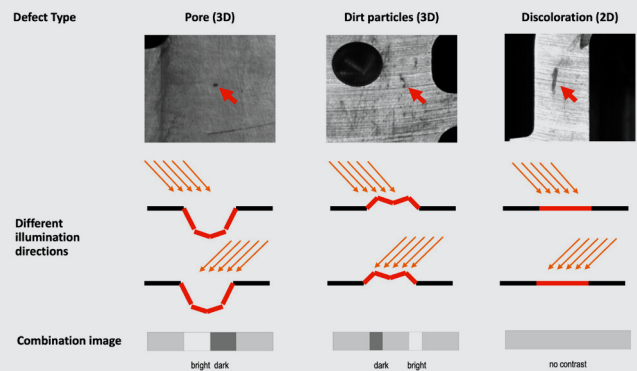 Defect Type
Pore (3D)
Dirt particles (3D)
Discoloration (2D)
Different
illumination
directions
Combination image
bright dark
dark bright
no contrast